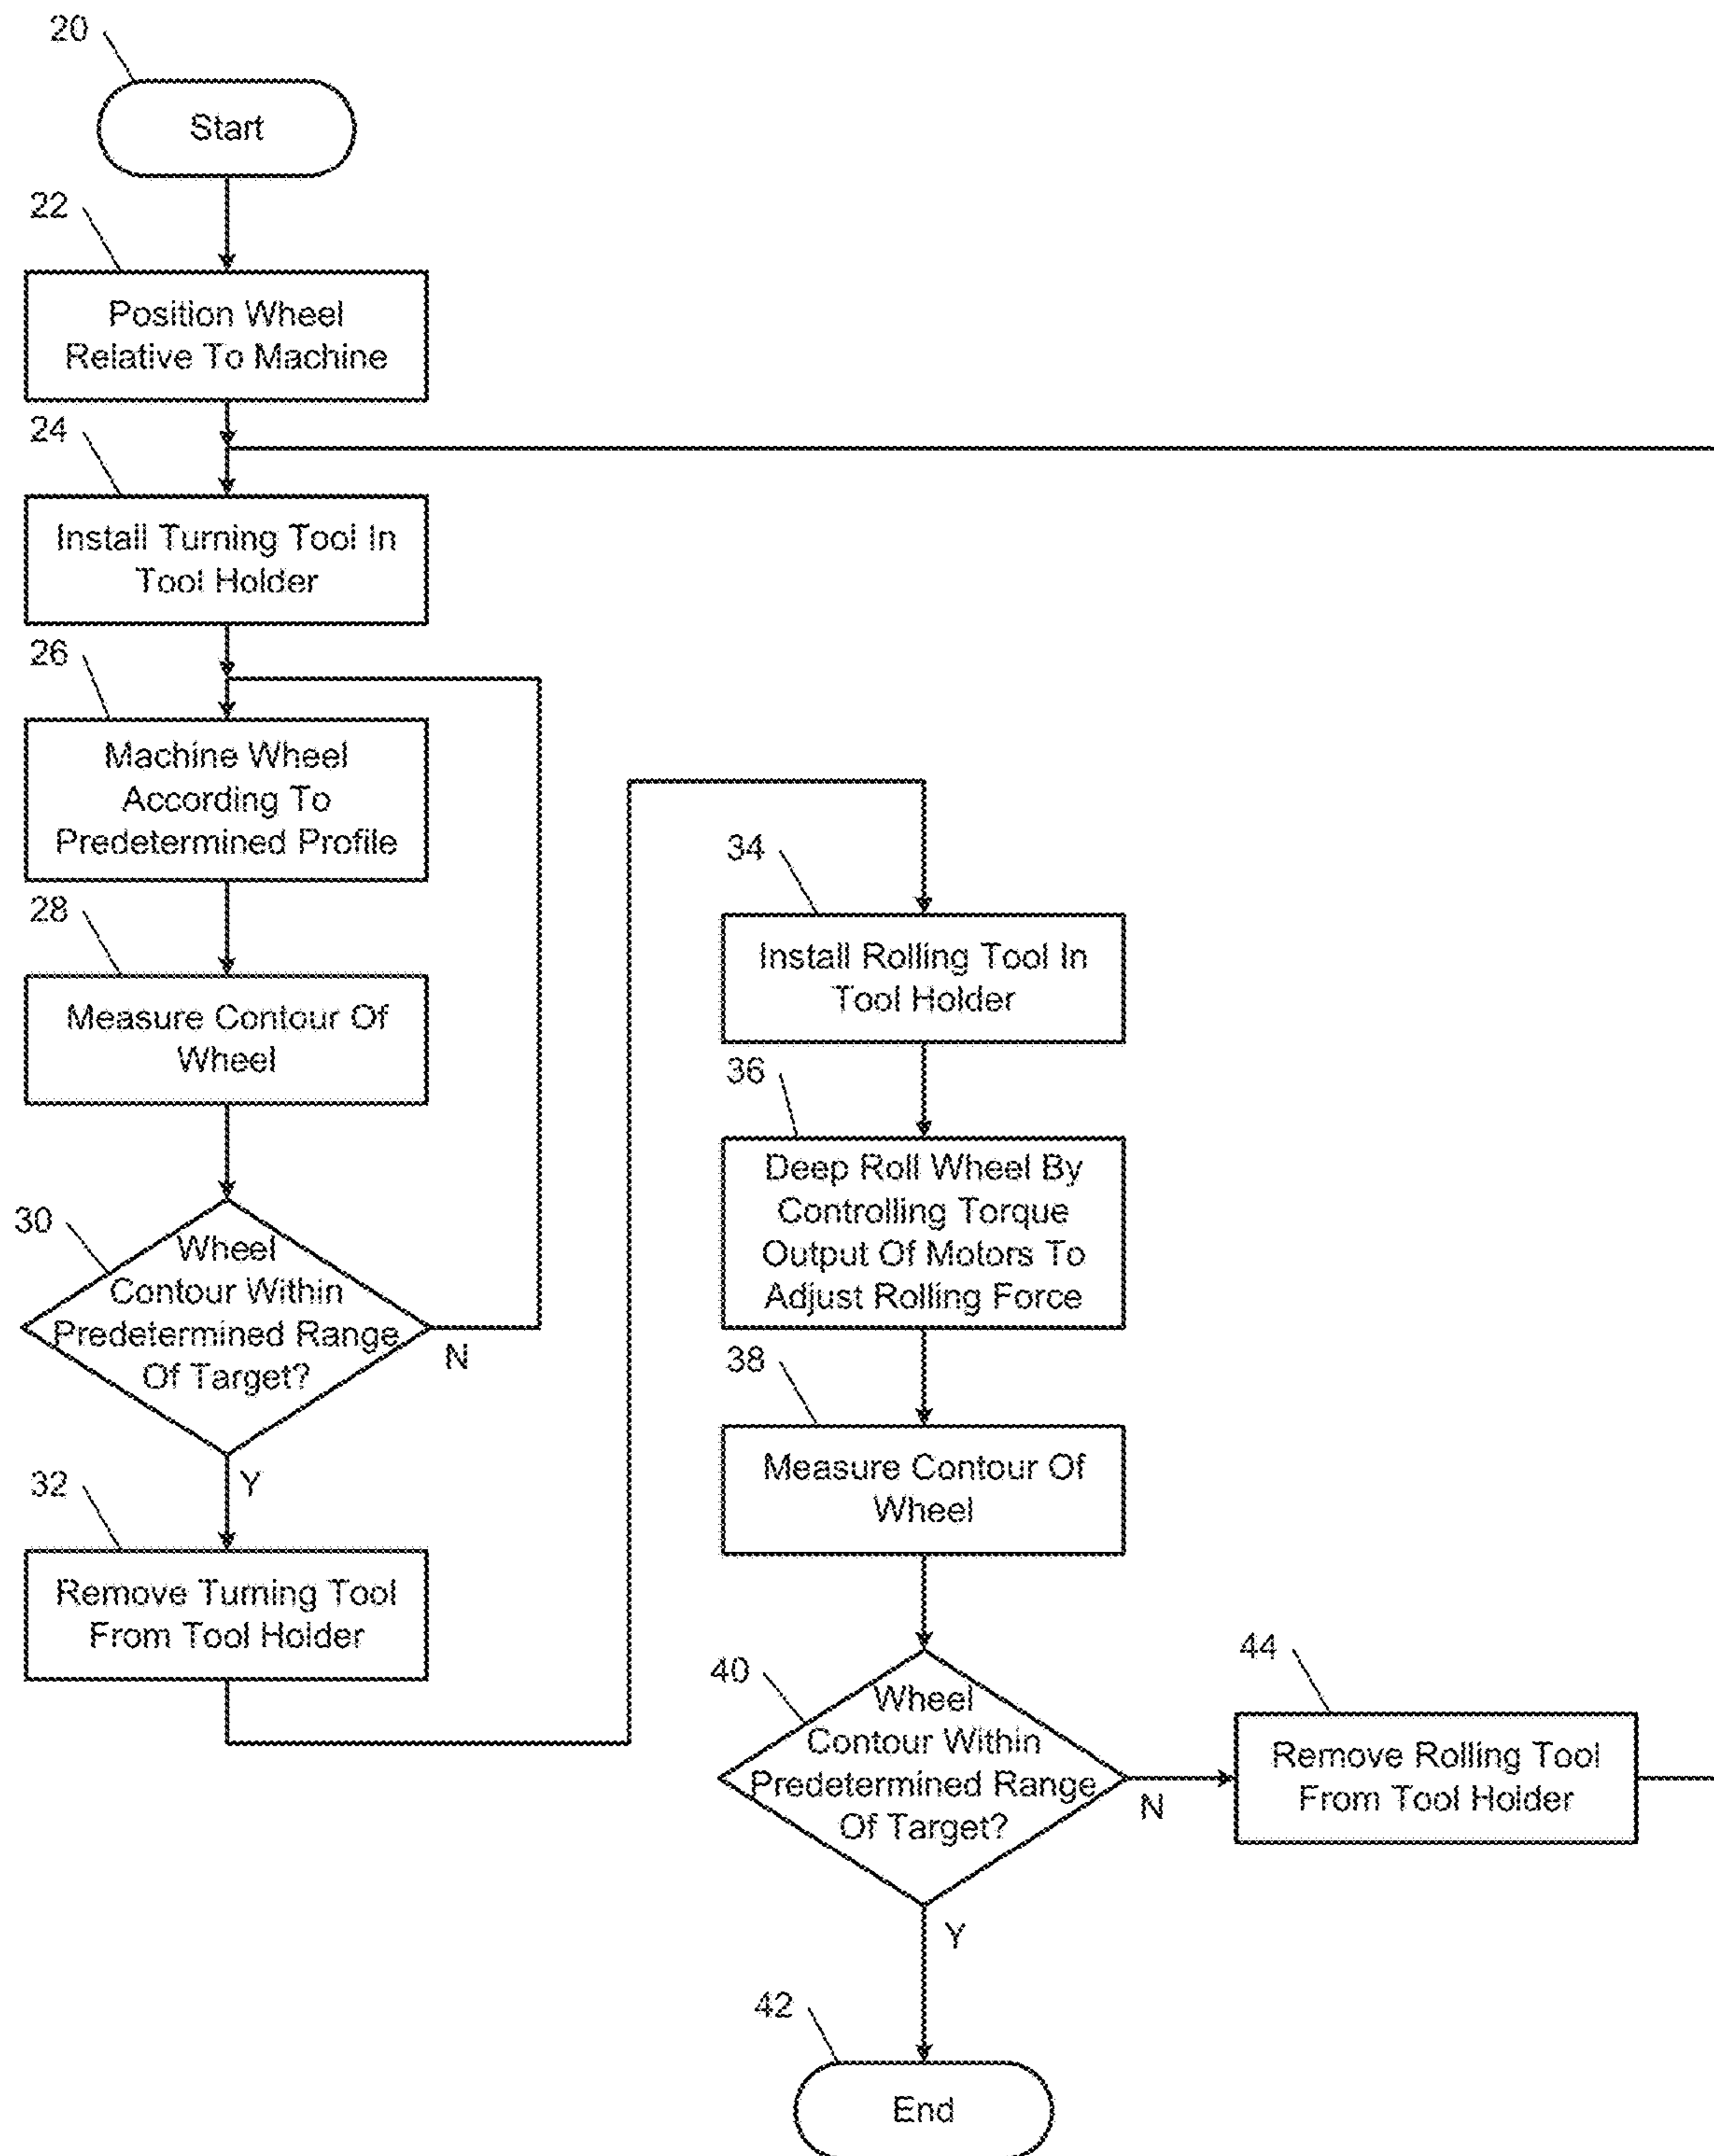 20
Start
22
Position Wheel
Relative To Machine
24
Install Turning Tool In
Tool Holder
26
Machine Wheel
According To
Predetermined Profile
28
Measure Contour Of
Wheel
30
Wheel
Contour Within
Predetermined Range
Of Target?
N
Y
32
Remove Turning Tool
From Tool Holder
34
Install Rolling Tool In
Tool Holder
36
Deep Roll Wheel By
Controlling Torque
Output Of Motors To
Adjust Rolling Force
38
Measure Contour Of
Wheel
40
Wheel
Contour Within
Predetermined Range
Of Target?
N
Y
44
Remove Rolling Tool
From Tool Holder
42
End